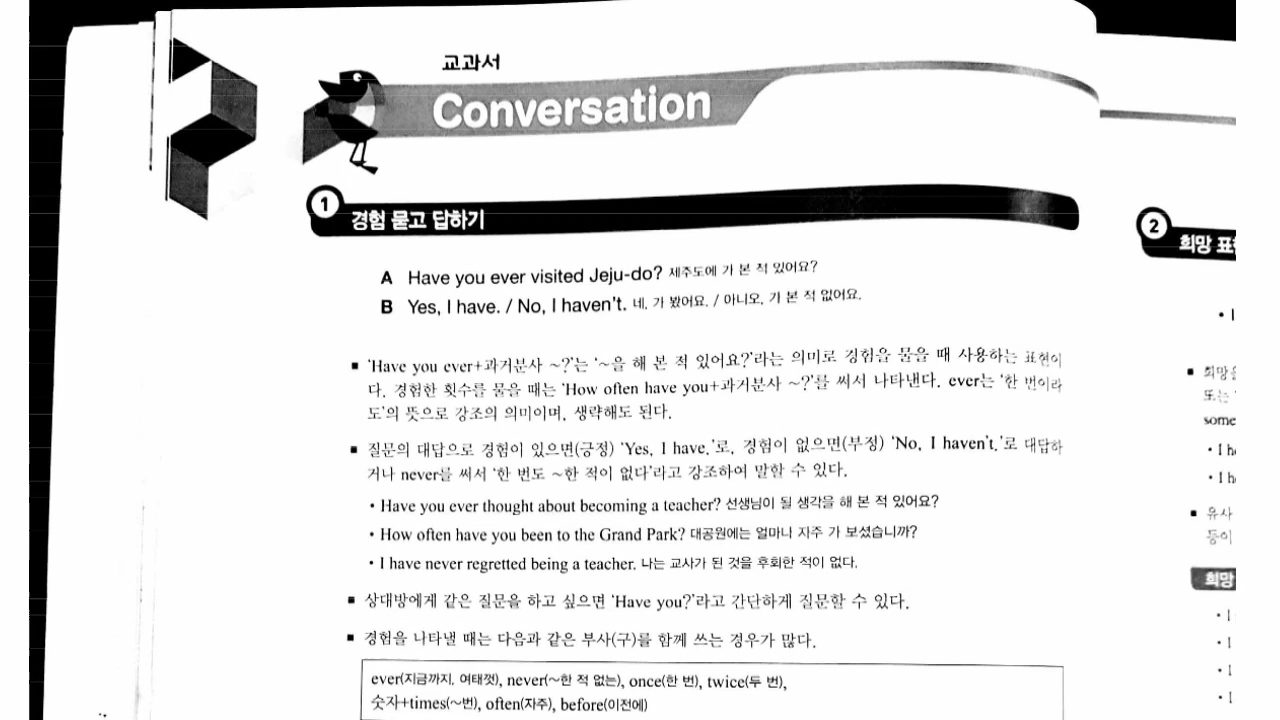 교과서
Conversation
1 경험 묻고 답하기
A Have you ever visited Jeju-do? 제주도에 가 본 적 있어요?
B Yes, I have. / No, I haven't. 네, 가 봤어요. / 아니오, 가 본 적 없어요.
▪ 'Have you ever+과거분사 ~?'는 '~을 해 본 적 있어요?'라는 의미로 경험을 물을 때 사용하는 표현이
다. 경험한 횟수를 물을 때는 'How often have you+과거분사 ~?'를 써서 나타낸다. ever는 '한 번이라
도'의 뜻으로 강조의 의미이며, 생략해도 된다.
▪ 질문의 대답으로 경험이 있으면(긍정) 'Yes, I have.'로, 경험이 없으면(부정) 'No, I haven't.'로 대답하
거나 never를 써서 '한 번도 ~한 적이 없다'라고 강조하여 말할 수 있다.
• Have you ever thought about becoming a teacher? 선생님이 될 생각을 해 본 적 있어요?
• How often have you been to the Grand Park? 대공원에는 얼마나 자주 가 보셨습니까?
• I have never regretted being a teacher. 나는 교사가 된 것을 후회한 적이 없다.
▪ 상대방에게 같은 질문을 하고 싶으면 'Have you?'라고 간단하게 질문할 수 있다.
▪ 경험을 나타낼 때는 다음과 같은 부사(구)를 함께 쓰는 경우가 많다.
ever(지금까지, 여태껏), never(~한 적 없는), once(한 번), twice(두 번),
숫자+times(~번), often(자주), before(이전에)
2 희망
• I
▪ 희망을
또는
some
• I
• I
▪ 유사
등이
희망
• I
• I
• I
• I